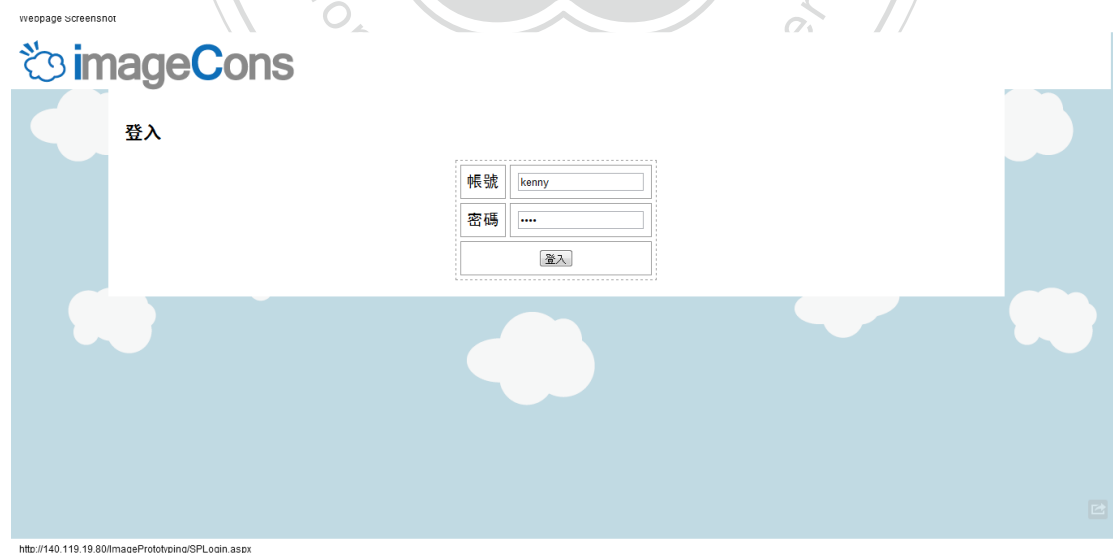 Webpage Screenshot
imageCons
登入
帳號 kenny
密碼 ••••
登入
http://140.119.19.80/ImagePrototyping/SPLogin.aspx